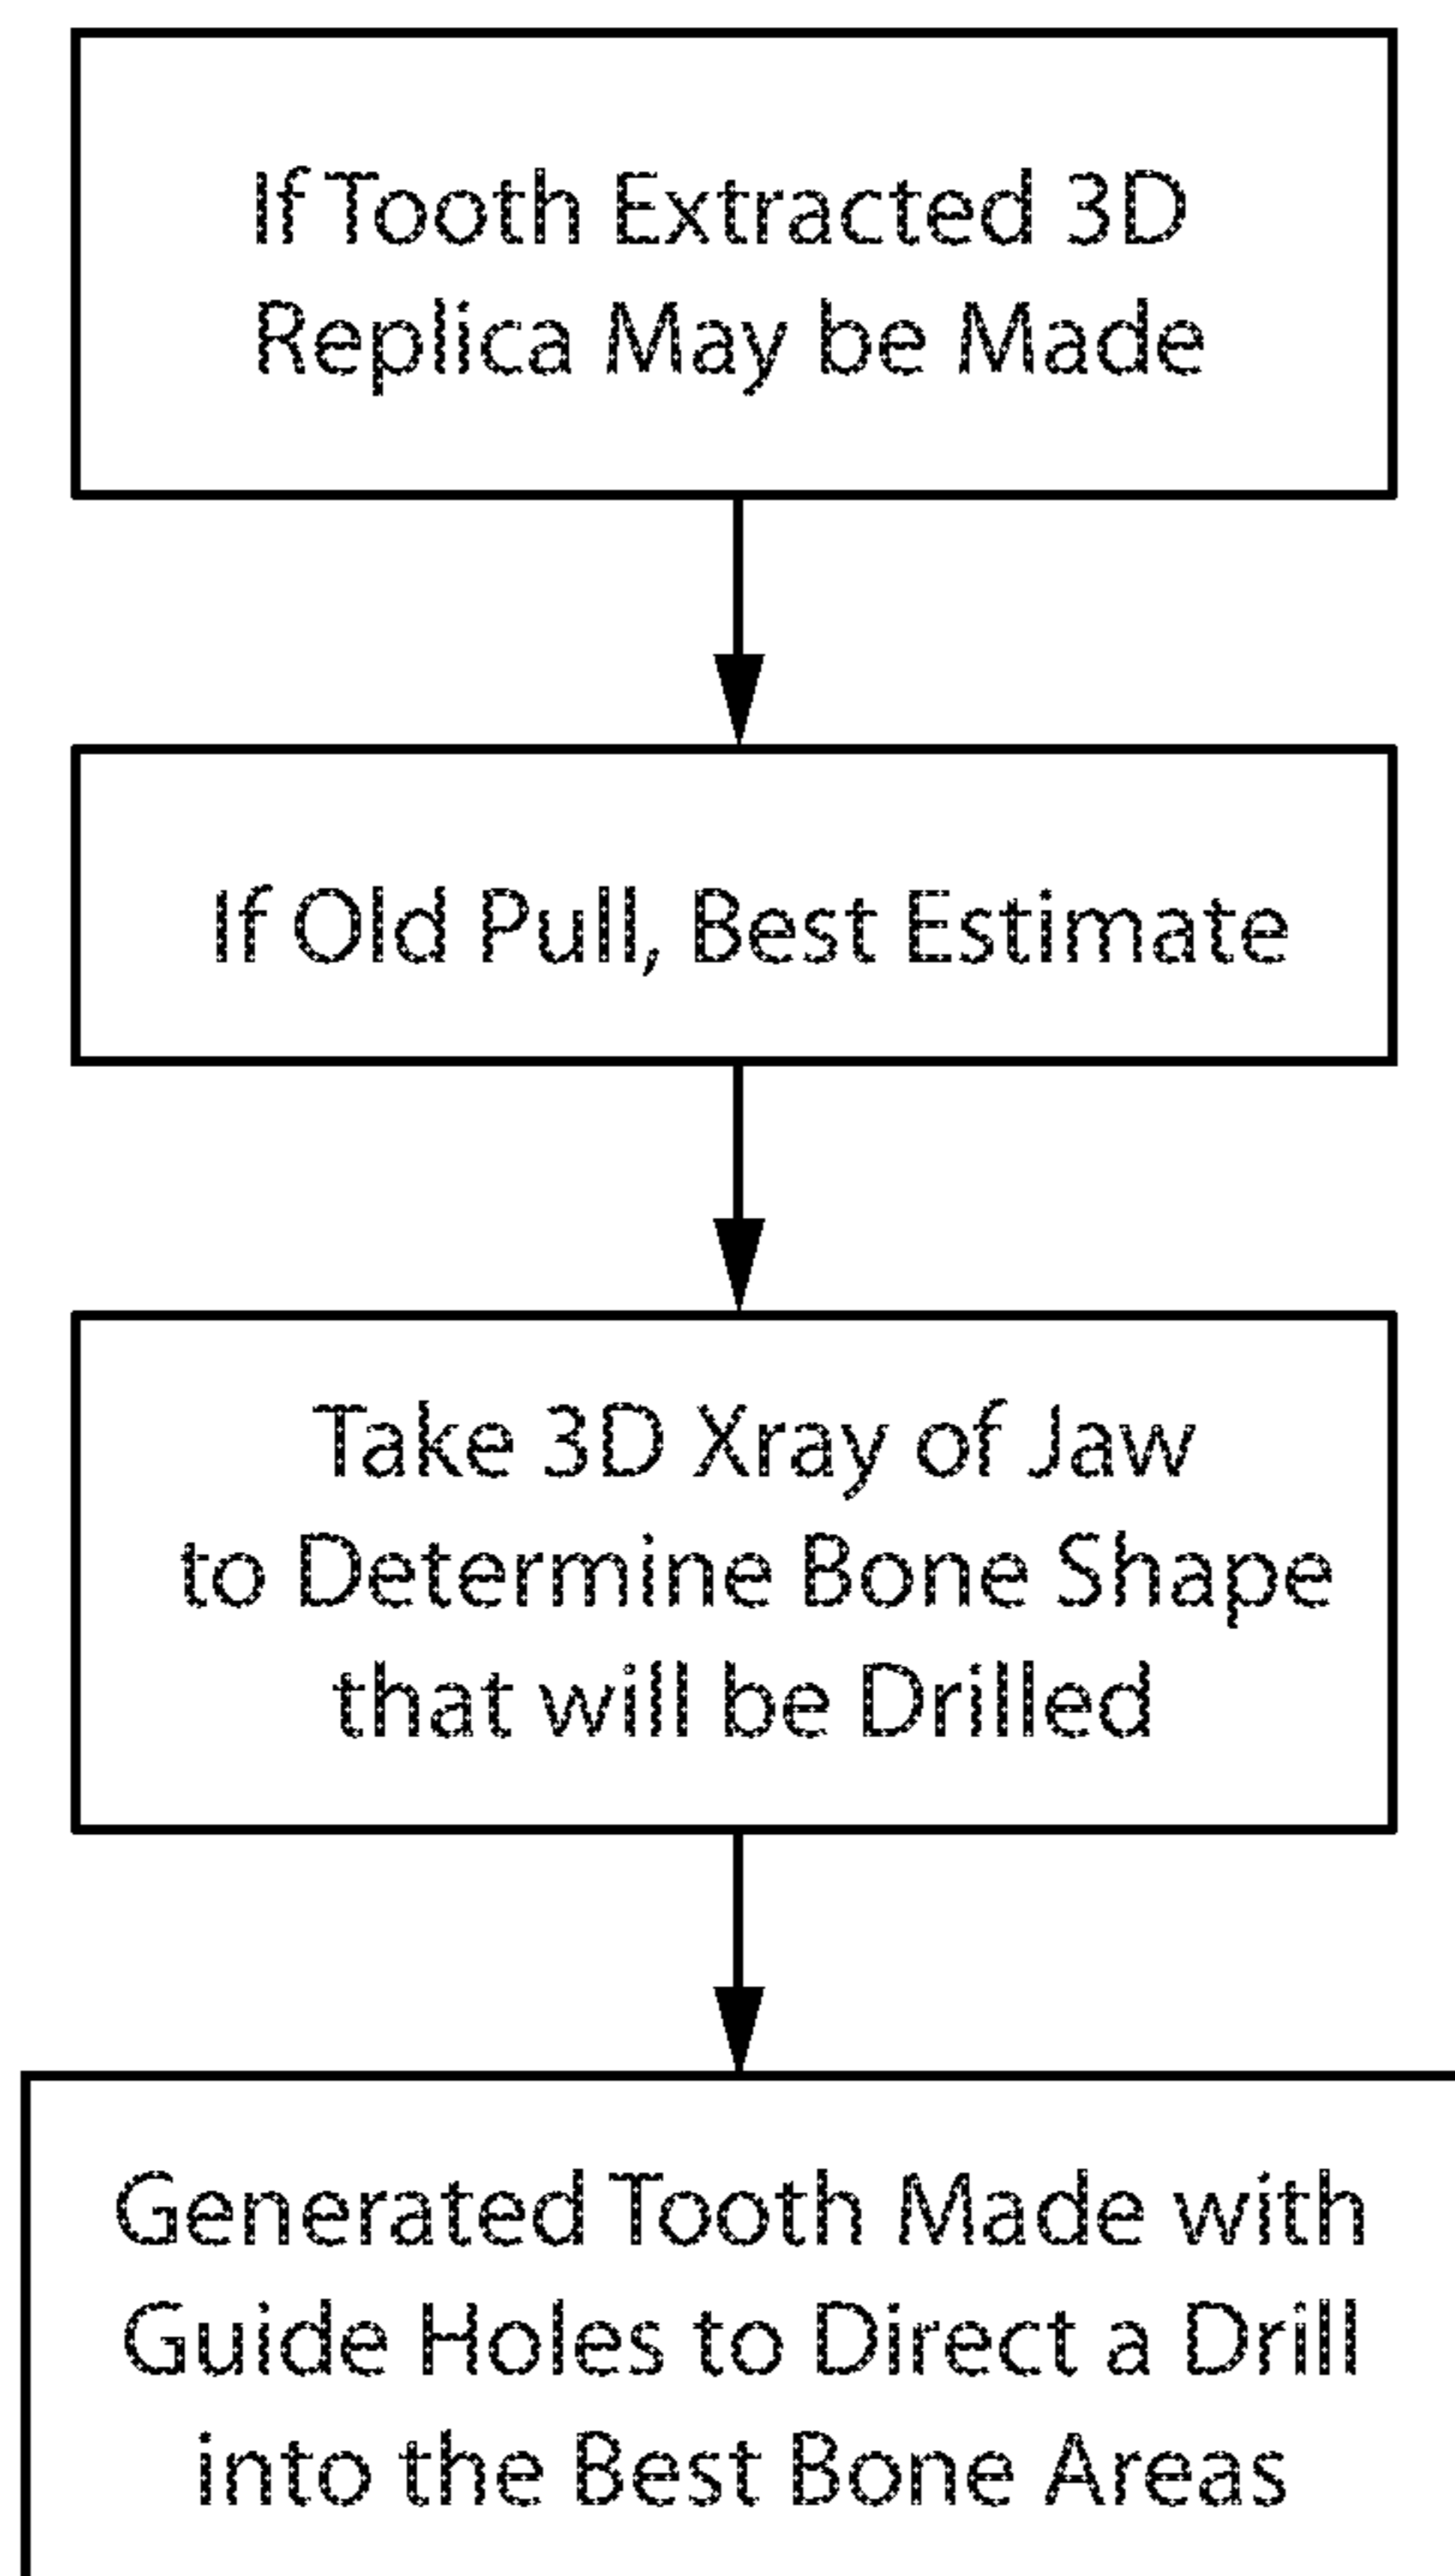 If Tooth Extracted 3D
Replica May be Made
If Old Pull, Best Estimate
Take 3D Xray of Jaw
to Determine Bone Shape
that will be Drilled
Generated Tooth Made with
Guide Holes to Direct a Drill
into the Best Bone Areas